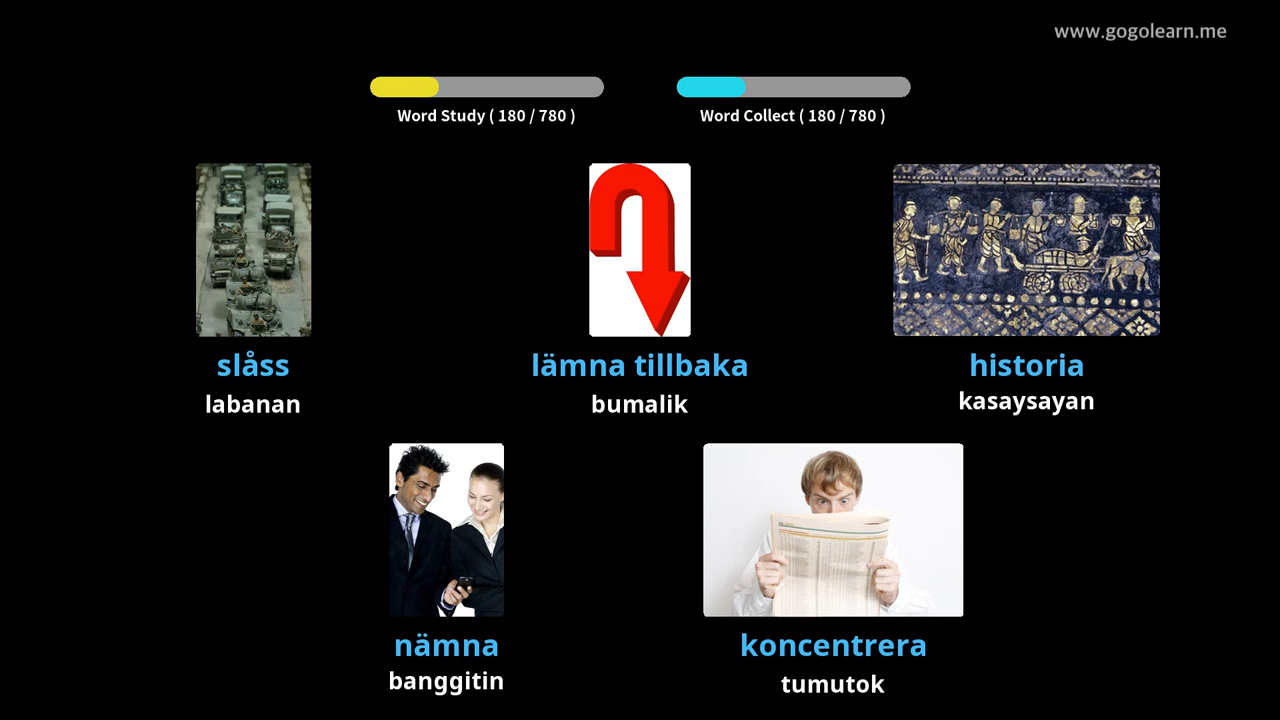 www.gogolearn.me
Word Study ( 180 / 780 )
Word Collect ( 180 / 780 )
slåss
labanan
lämna tillbaka
bumalik
historia
kasaysayan
nämna
banggitin
koncentrera
tumutok